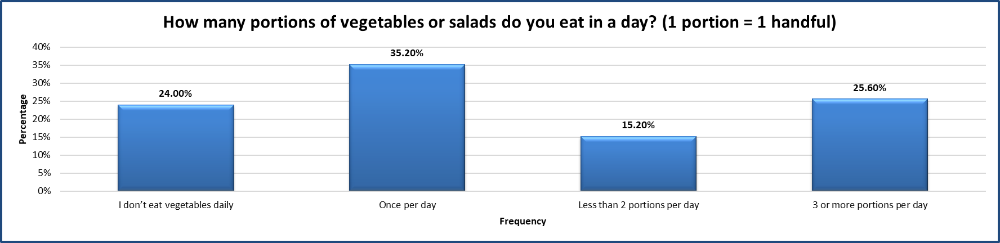 How many portions of vegetables or salads do you eat in a day? (1 portion = 1 handful)
40%
35%
30%
25%
20%
15%
10%
5%
0%
Percentage
24.00%
35.20%
15.20%
25.60%
I don’t eat vegetables daily
Once per day
Less than 2 portions per day
3 or more portions per day
Frequency